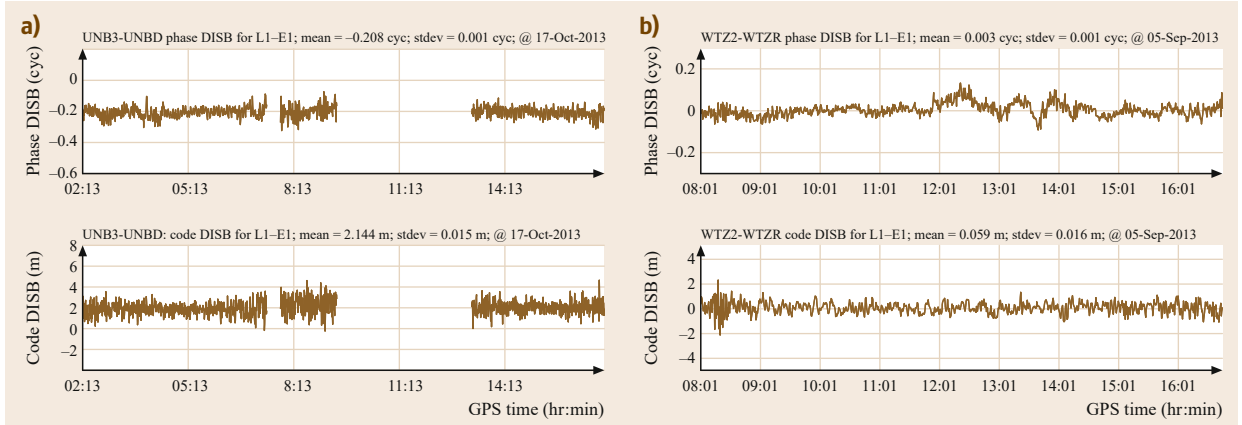 a)
UNB3-UNBD phase DISB for L1–E1; mean = –0.208 cyc; stdev = 0.001 cyc; @ 17-Oct-2013
Phase DISB (cyc)
0
–0.2
–0.4
–0.6
02:13 05:13 8:13 11:13 14:13
UNB3-UNBD: code DISB for L1–E1; mean = 2.144 m; stdev = 0.015 m; @ 17-Oct-2013
Code DISB (m)
8
6
4
2
0
–2
02:13 05:13 8:13 11:13 14:13
GPS time (hr:min)
b)
WTZ2-WTZR phase DISB for L1–E1; mean = 0.003 cyc; stdev = 0.001 cyc; @ 05-Sep-2013
Phase DISB (cyc)
0.2
0
–0.2
08:01 09:01 10:01 11:01 12:01 13:01 14:01 15:01 16:01
WTZ2-WTZR code DISB for L1–E1; mean = 0.059 m; stdev = 0.016 m; @ 05-Sep-2013
Code DISB (m)
4
2
0
–2
–4
08:01 09:01 10:01 11:01 12:01 13:01 14:01 15:01 16:01
GPS time (hr:min)